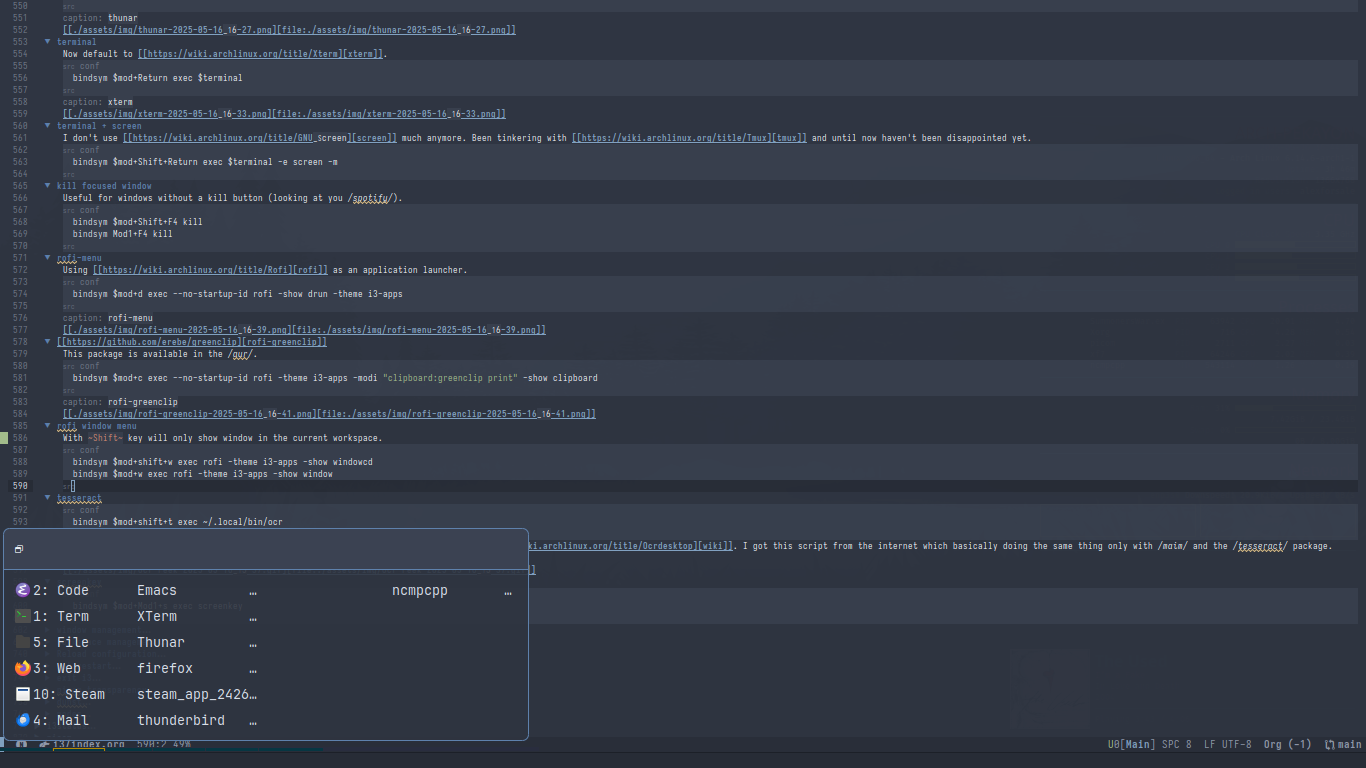 550 src
551 caption: thunar
552 [[./assets/img/thunar-2025-05-16_16-27.png][file:./assets/img/thunar-2025-05-16_16-27.png]]
553 ▼ terminal
554 Now default to [[https://wiki.archlinux.org/title/Xterm][xterm]].
555 src conf
556 bindsym $mod+Return exec $terminal
557 src
558 caption: xterm
559 [[./assets/img/xterm-2025-05-16_16-33.png][file:./assets/img/xterm-2025-05-16_16-33.png]]
560 ▼ terminal + screen
561 I don't use [[https://wiki.archlinux.org/title/GNU_Screen][screen]] much anymore. Been tinkering with [[https://wiki.archlinux.org/title/Tmux][tmux]] and until now haven't been disappointed yet.
562 src conf
563 bindsym $mod+Shift+Return exec $terminal -e screen -m
564 src
565 ▼ kill focused window
566 Useful for windows without a kill button (looking at you /spotify/).
567 src conf
568 bindsym $mod+Shift+F4 kill
569 bindsym Mod1+F4 kill
570 src
571 ▼ rofi-menu
572 Using [[https://wiki.archlinux.org/title/Rofi][rofi]] as an application launcher.
573 src conf
574 bindsym $mod+d exec --no-startup-id rofi -show drun -theme i3-apps
575 src
576 caption: rofi-menu
577 [[./assets/img/rofi-menu-2025-05-16_16-39.png][file:./assets/img/rofi-menu-2025-05-16_16-39.png]]
578 ▼ [[https://github.com/erebe/greenclip][rofi-greenclip]]
579 This package is available in the /aur/.
580 src conf
581 bindsym $mod+c exec --no-startup-id rofi -theme i3-apps -modi "clipboard:greenclip print" -show clipboard
582 src
583 caption: rofi-greenclip
584 [[./assets/img/rofi-greenclip-2025-05-16_16-41.png][file:./assets/img/rofi-greenclip-2025-05-16_16-41.png]]
585 ▼ rofi window menu
586 With ~Shift~ key will only show window in the current workspace.
587 src conf
588 bindsym $mod+shift+w exec rofi -theme i3-apps -show windowcd
589 bindsym $mod+w exec rofi -theme i3-apps -show window
590 src
591 ▼ tesseract
592 src conf
593 bindsym $mod+shift+t exec ~/.local/bin/ocr
ki.archlinux.org/title/Ocrdesktop][wiki]]. I got this script from the internet which basically doing the same thing only with /maim/ and the /tesseract/ package.
]
2: Code Emacs … ncmpcpp …
1: Term XTerm …
5: File Thunar …
3: Web firefox …
10: Steam steam_app_2426…
4: Mail thunderbird …
i3/index.org 590:2 49% U0[Main] SPC 8 LF UTF-8 Org (-1) main